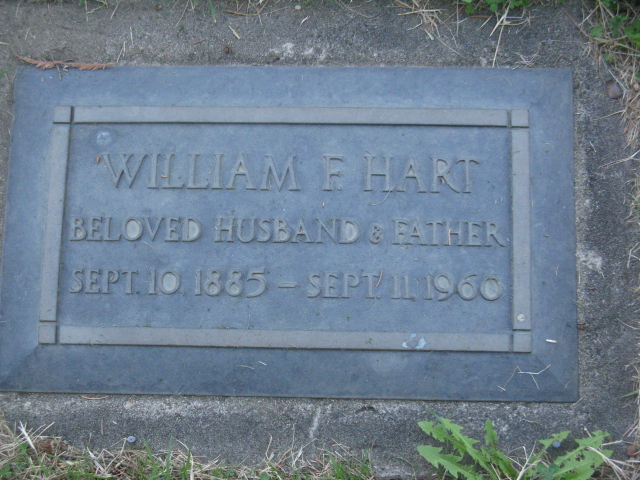 WILLIAM F. HART
BELOVED HUSBAND & FATHER
SEPT. 10, 1885 - SEPT. 11, 1960